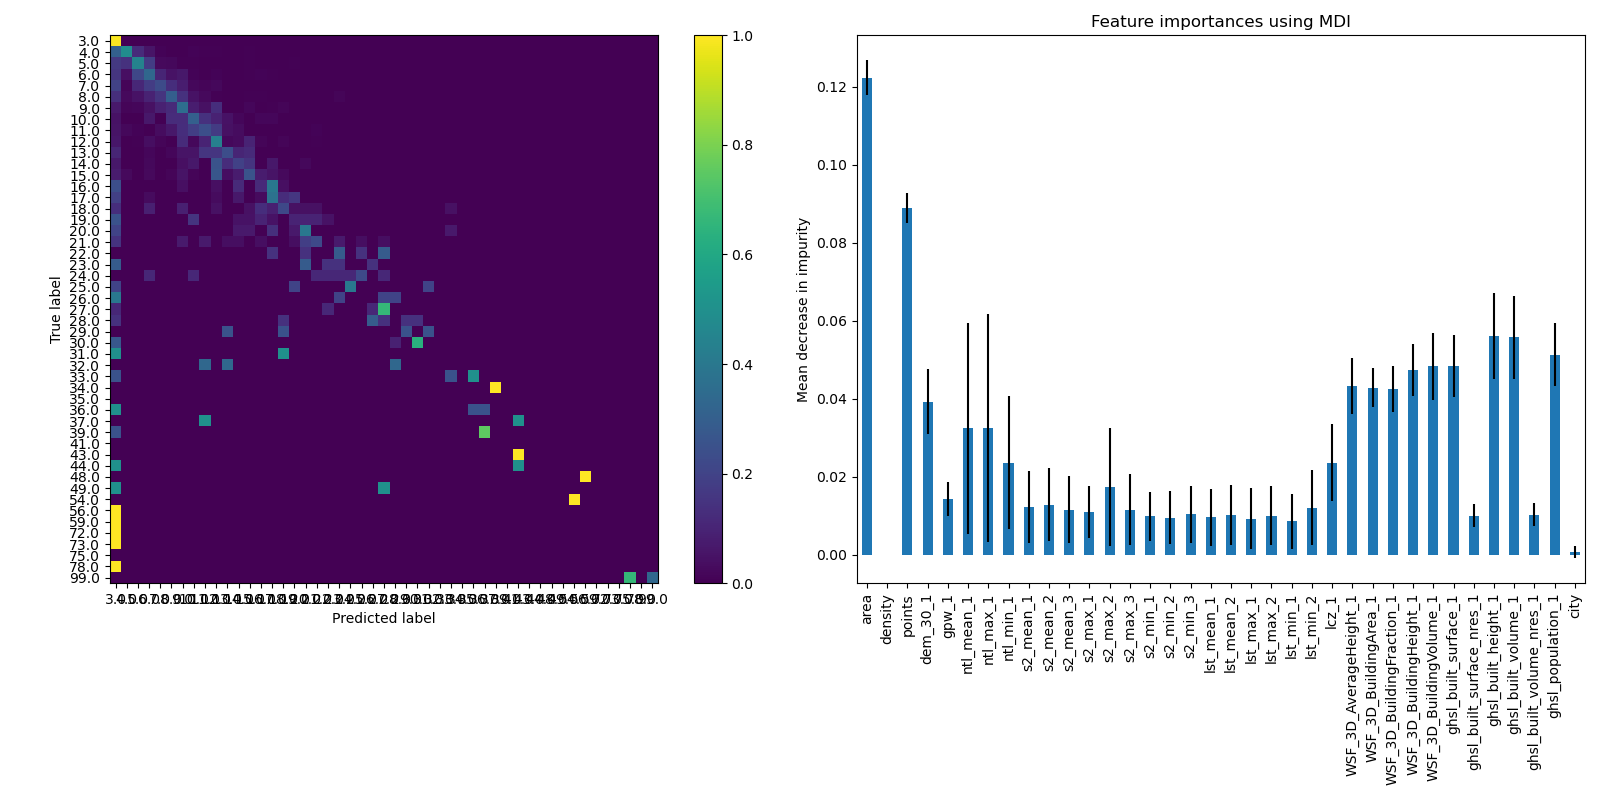 3.0
4.0
5.0
6.0
7.0
8.0
9.0
10.0
11.0
12.0
13.0
14.0
15.0
16.0
17.0
18.0
19.0
20.0
21.0
22.0
23.0
24.0
25.0
26.0
27.0
28.0
29.0
30.0
31.0
32.0
33.0
34.0
35.0
36.0
37.0
39.0
41.0
43.0
44.0
48.0
49.0
54.0
56.0
59.0
72.0
73.0
75.0
78.0
99.0
True label
Predicted label
1.0
0.8
0.6
0.4
0.2
0.0
Feature importances using MDI
Mean decrease in impurity
0.12
0.10
0.08
0.06
0.04
0.02
0.00
area
density
points
dem_30_1
gpw_1
ntl_mean_1
ntl_max_1
ntl_min_1
s2_mean_1
s2_mean_2
s2_mean_3
s2_max_1
s2_max_2
s2_max_3
s2_min_1
s2_min_2
s2_min_3
lst_mean_1
lst_mean_2
lst_max_1
lst_max_2
lst_min_1
lst_min_2
lcz_1
WSF_3D_AverageHeight_1
WSF_3D_BuildingArea_1
WSF_3D_BuildingFraction_1
WSF_3D_BuildingHeight_1
WSF_3D_BuildingVolume_1
ghsl_built_surface_1
ghsl_built_surface_nres_1
ghsl_built_height_1
ghsl_built_volume_1
ghsl_built_volume_nres_1
ghsl_population_1
city